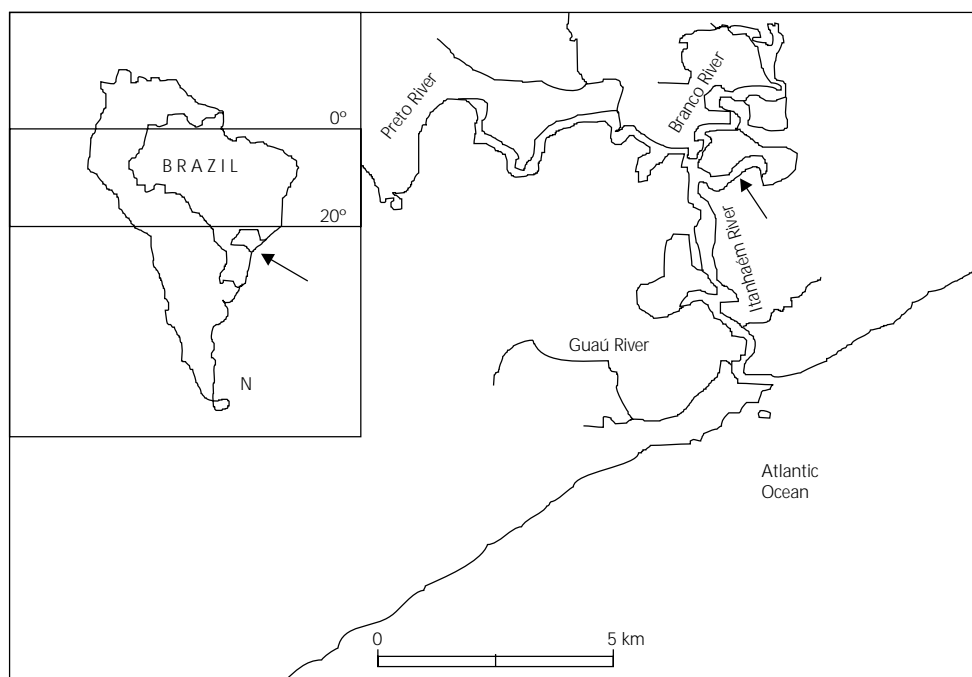 0º
BRAZIL
20º
N
Preto River
Branco River
Itanhaém River
Guaú River
Atlantic
Ocean
0
5 km